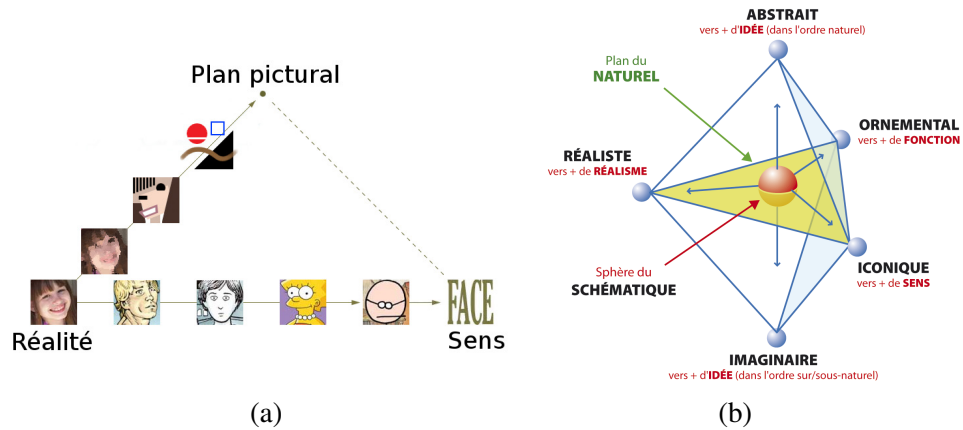 Plan pictural
FACE
Réalité
Sens
(a)
ABSTRAIT
vers + d'IDÉE (dans l'ordre naturel)
Plan du
NATUREL
ORNEMENTAL
vers + de FONCTION
RÉALISTE
vers + de RÉALISME
Sphère du
SCHÉMATIQUE
ICONIQUE
vers + de SENS
IMAGINAIRE
vers + d'IDÉE (dans l'ordre sur/sous-naturel)
(b)